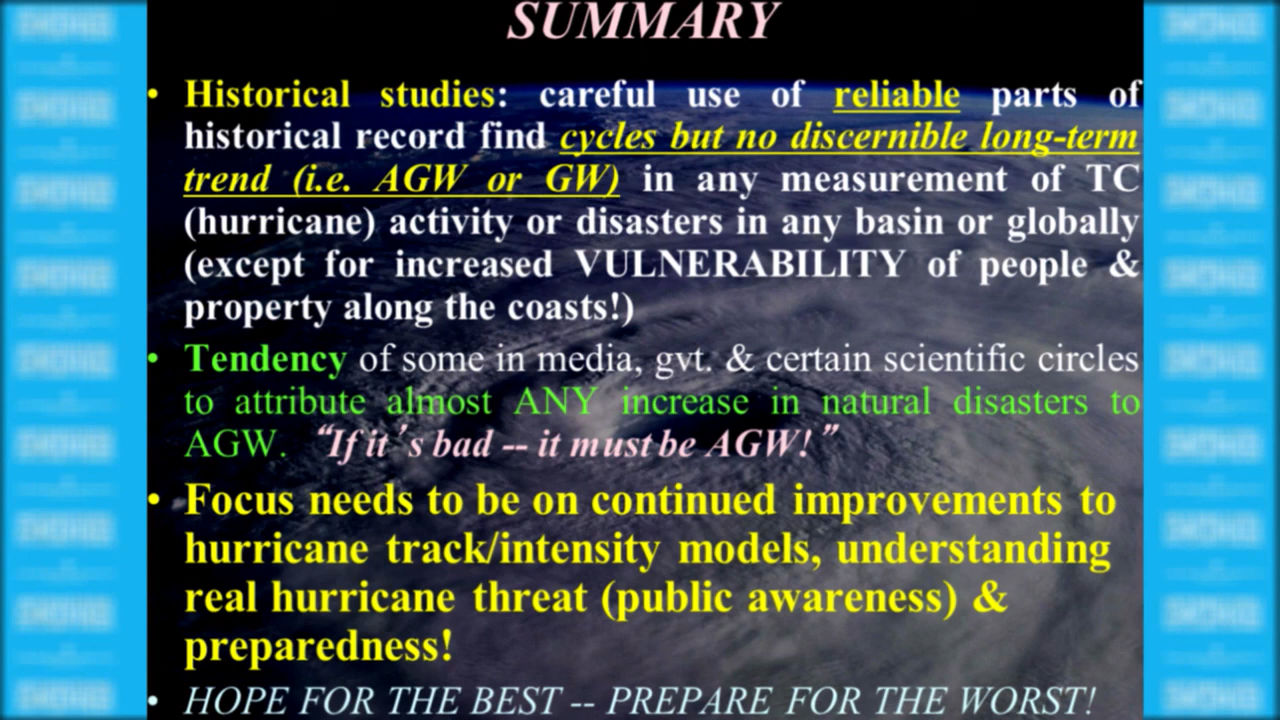 SUMMARY
• Historical studies: careful use of reliable parts of
historical record find cycles but no discernible long-term
trend (i.e. AGW or GW) in any measurement of TC
(hurricane) activity or disasters in any basin or globally
(except for increased VULNERABILITY of people &
property along the coasts!)
• Tendency of some in media, gvt. & certain scientific circles
to attribute almost ANY increase in natural disasters to
AGW. “If it’s bad -- it must be AGW!”
• Focus needs to be on continued improvements to
hurricane track/intensity models, understanding
real hurricane threat (public awareness) &
preparedness!
• HOPE FOR THE BEST -- PREPARE FOR THE WORST!